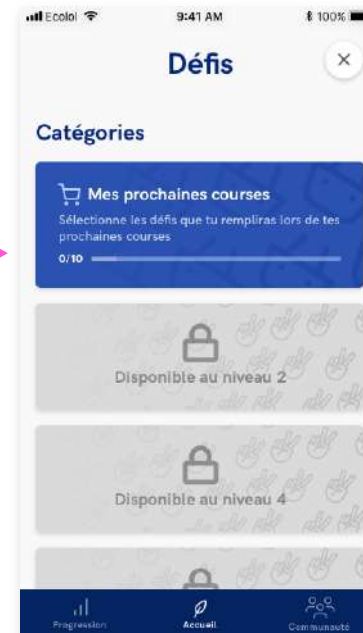 Ecolol 9:41 AM 100%
Défis
Catégories
Mes prochaines courses
Sélectionne les défis que tu rempliras lors de tes
prochaines courses
0/10
Disponible au niveau 2
Disponible au niveau 4
Progression Accueil Communauté